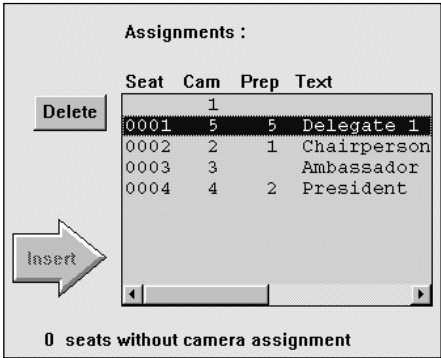 Assignments :
Seat Cam Prep Text
Delete
1
0001 5 5 Delegate 1
0002 2 1 Chairperson
0003 3 Ambassador
0004 4 2 President
Insert
0 seats without camera assignment